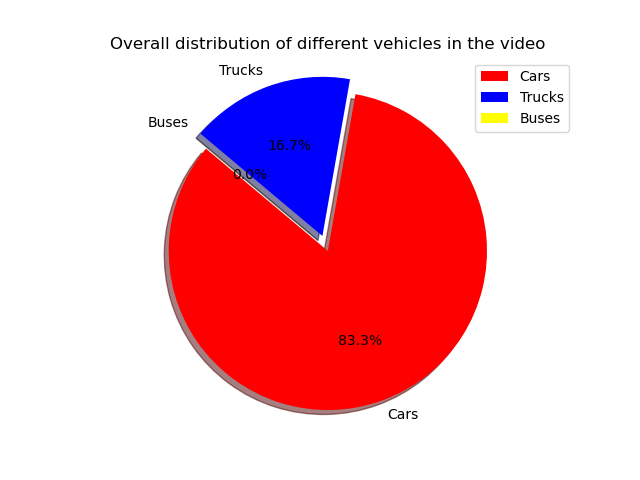 Overall distribution of different vehicles in the video
Trucks
Cars
Trucks
Buses
Buses
16.7%
0.0%
83.3%
Cars